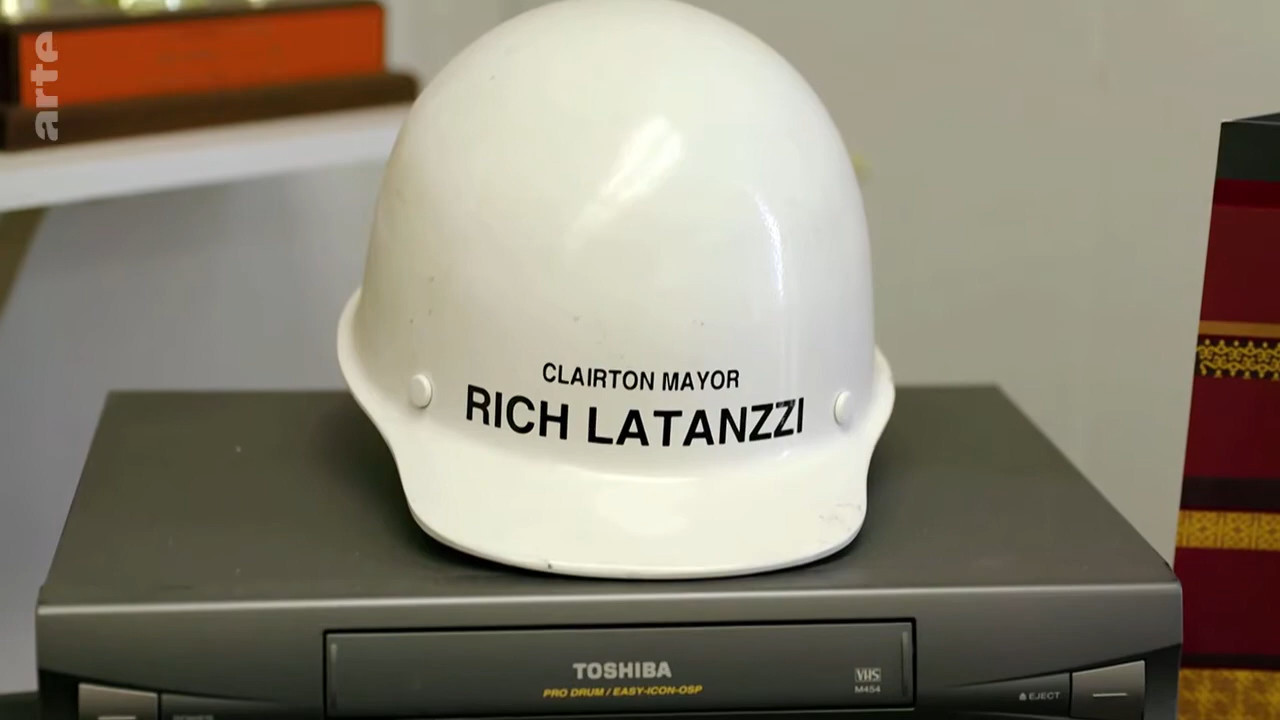 arte
CLAIRTON MAYOR
RICH LATANZZI
TOSHIBA
PRO DRUM / EASY-ICON-OSP
VHS
M454
EJECT